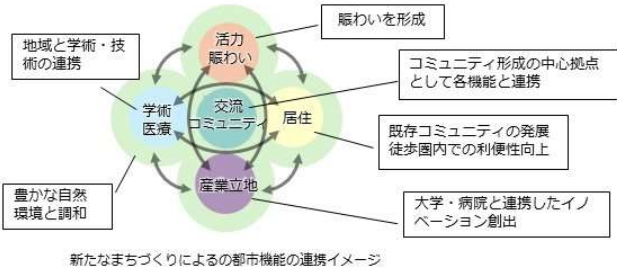 賑わいを形成
地域と学術・技
術の連携
活力
賑わい
コミュニティ形成の中心拠点
として各機能と連携
学術
医療
交流
コミュニティ
居住
既存コミュニティの発展
徒歩圏内での利便性向上
産業立地
豊かな自然
環境と調和
大学・病院と連携したイノ
ベーション創出
新たなまちづくりによるの都市機能の連携イメージ